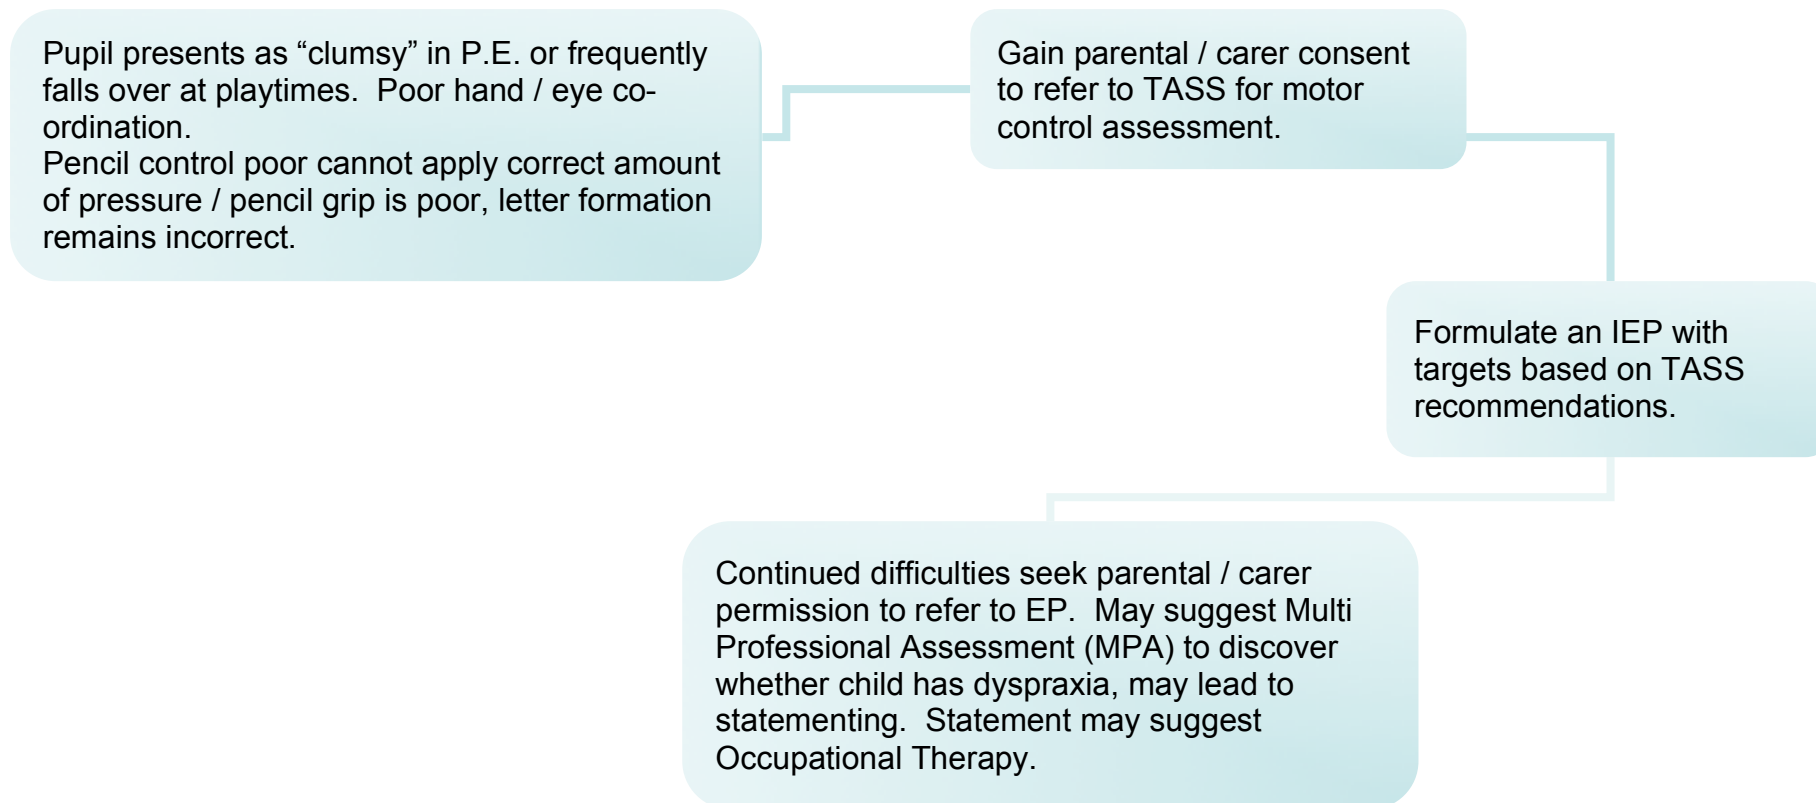 Pupil presents as “clumsy” in P.E. or frequently
falls over at playtimes.  Poor hand / eye co-
ordination.
Pencil control poor cannot apply correct amount
of pressure / pencil grip is poor, letter formation
remains incorrect.
Gain parental / carer consent
to refer to TASS for motor
control assessment.
Formulate an IEP with
targets based on TASS
recommendations.
Continued difficulties seek parental / carer
permission to refer to EP.  May suggest Multi
Professional Assessment (MPA) to discover
whether child has dyspraxia, may lead to
statementing.  Statement may suggest
Occupational Therapy.